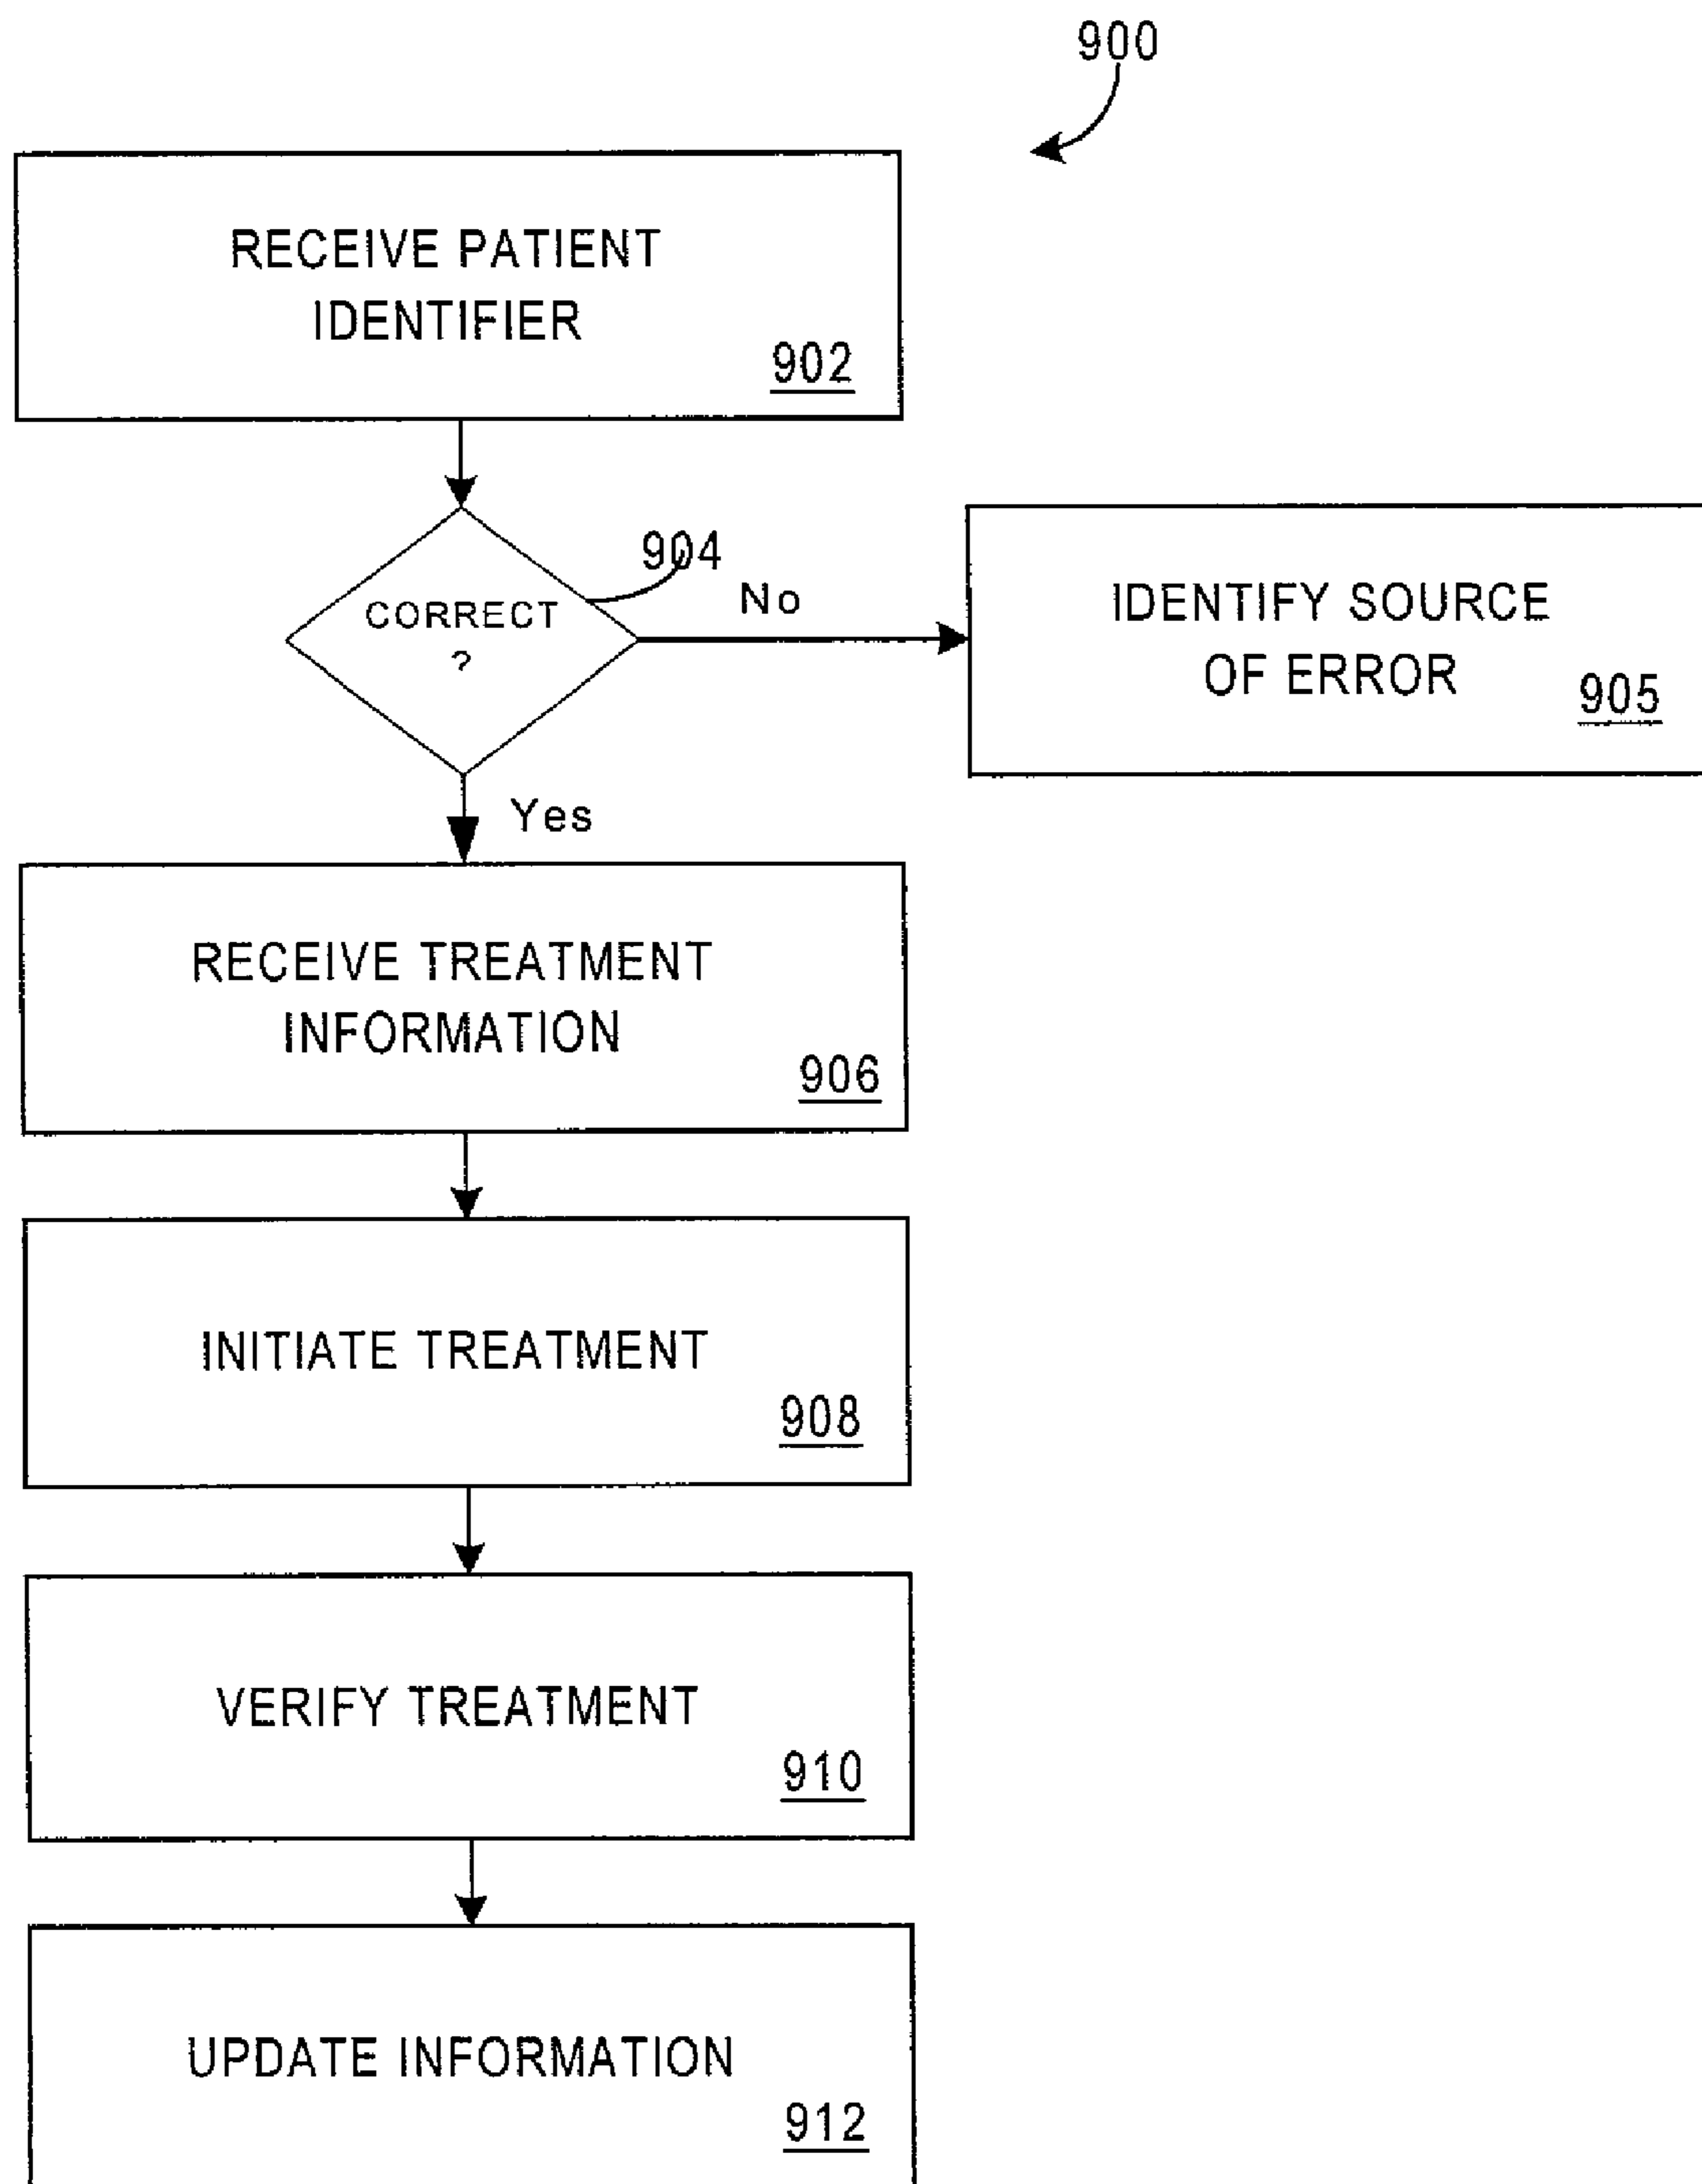 900
RECEIVE PATIENT
IDENTIFIER
902
904
CORRECT
?
No
IDENTIFY SOURCE
OF ERROR
905
Yes
RECEIVE TREATMENT
INFORMATION
906
INITIATE TREATMENT
908
VERIFY TREATMENT
910
UPDATE INFORMATION
912